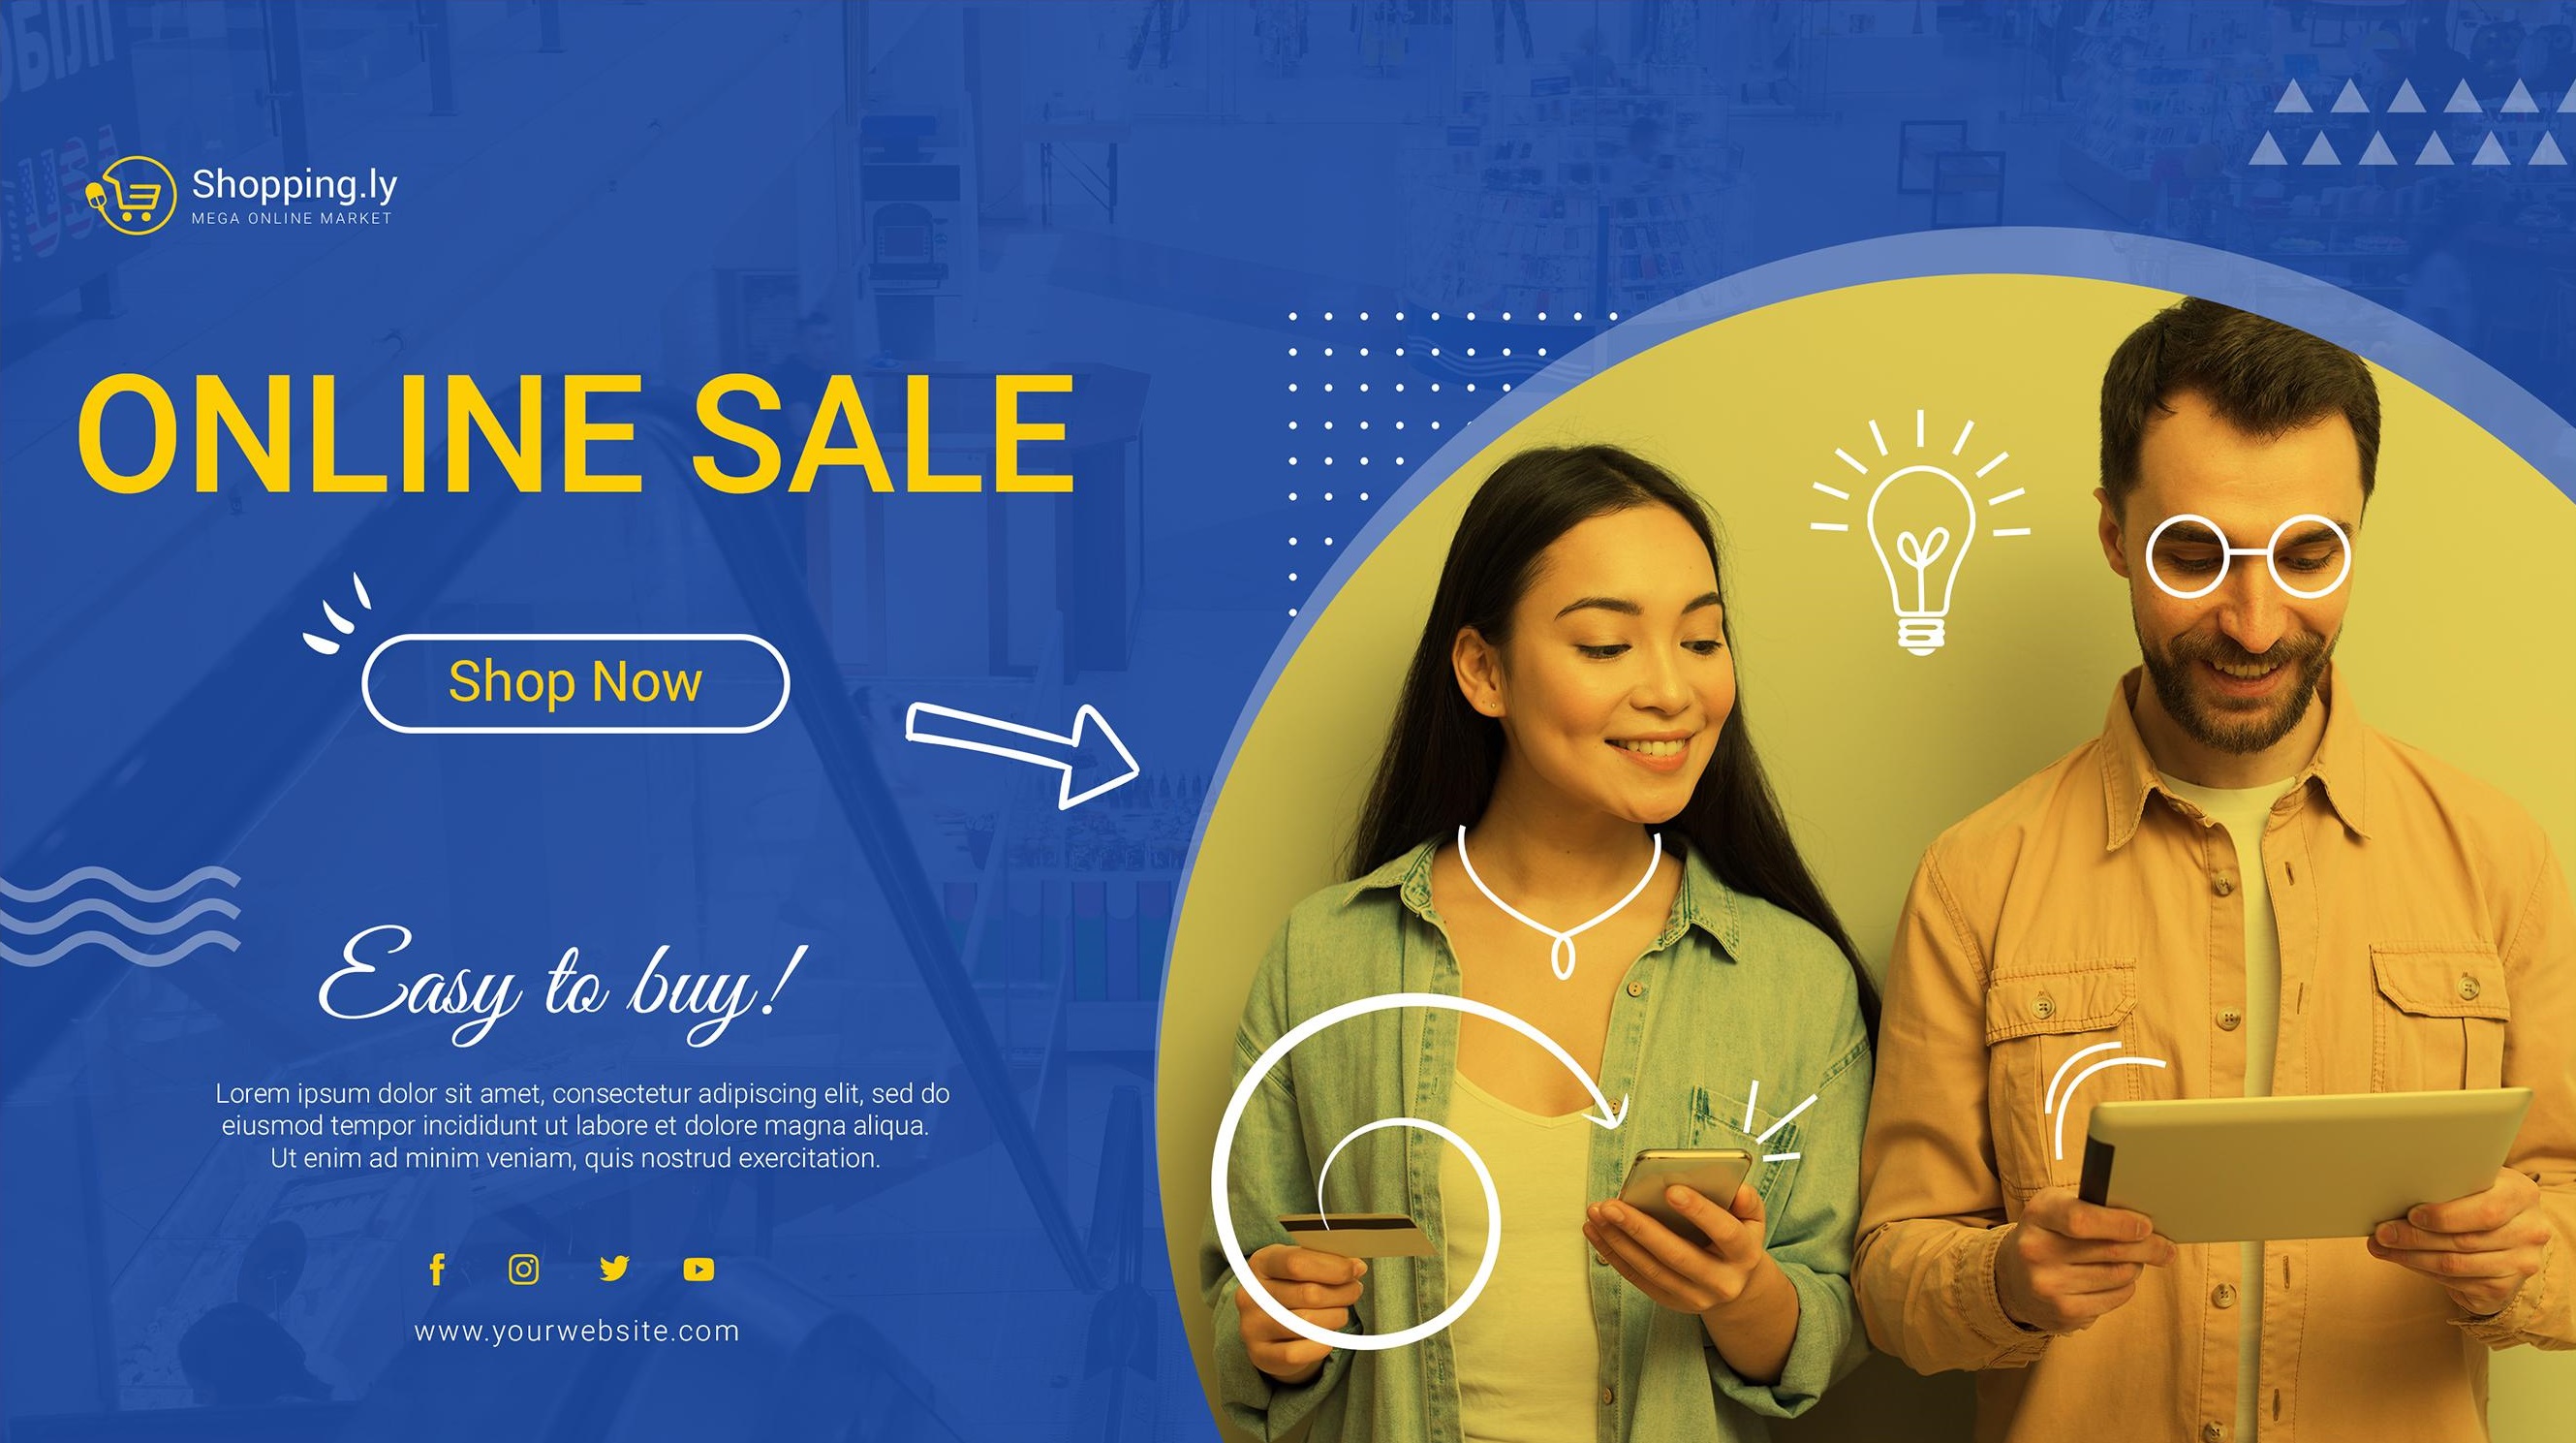 Shopping.ly
MEGA ONLINE MARKET
ONLINE SALE
Shop Now
Easy to buy!
Lorem ipsum dolor sit amet, consectetur adipiscing elit, sed do
eiusmod tempor incididunt ut labore et dolore magna aliqua.
Ut enim ad minim veniam, quis nostrud exercitation.
www.yourwebsite.com